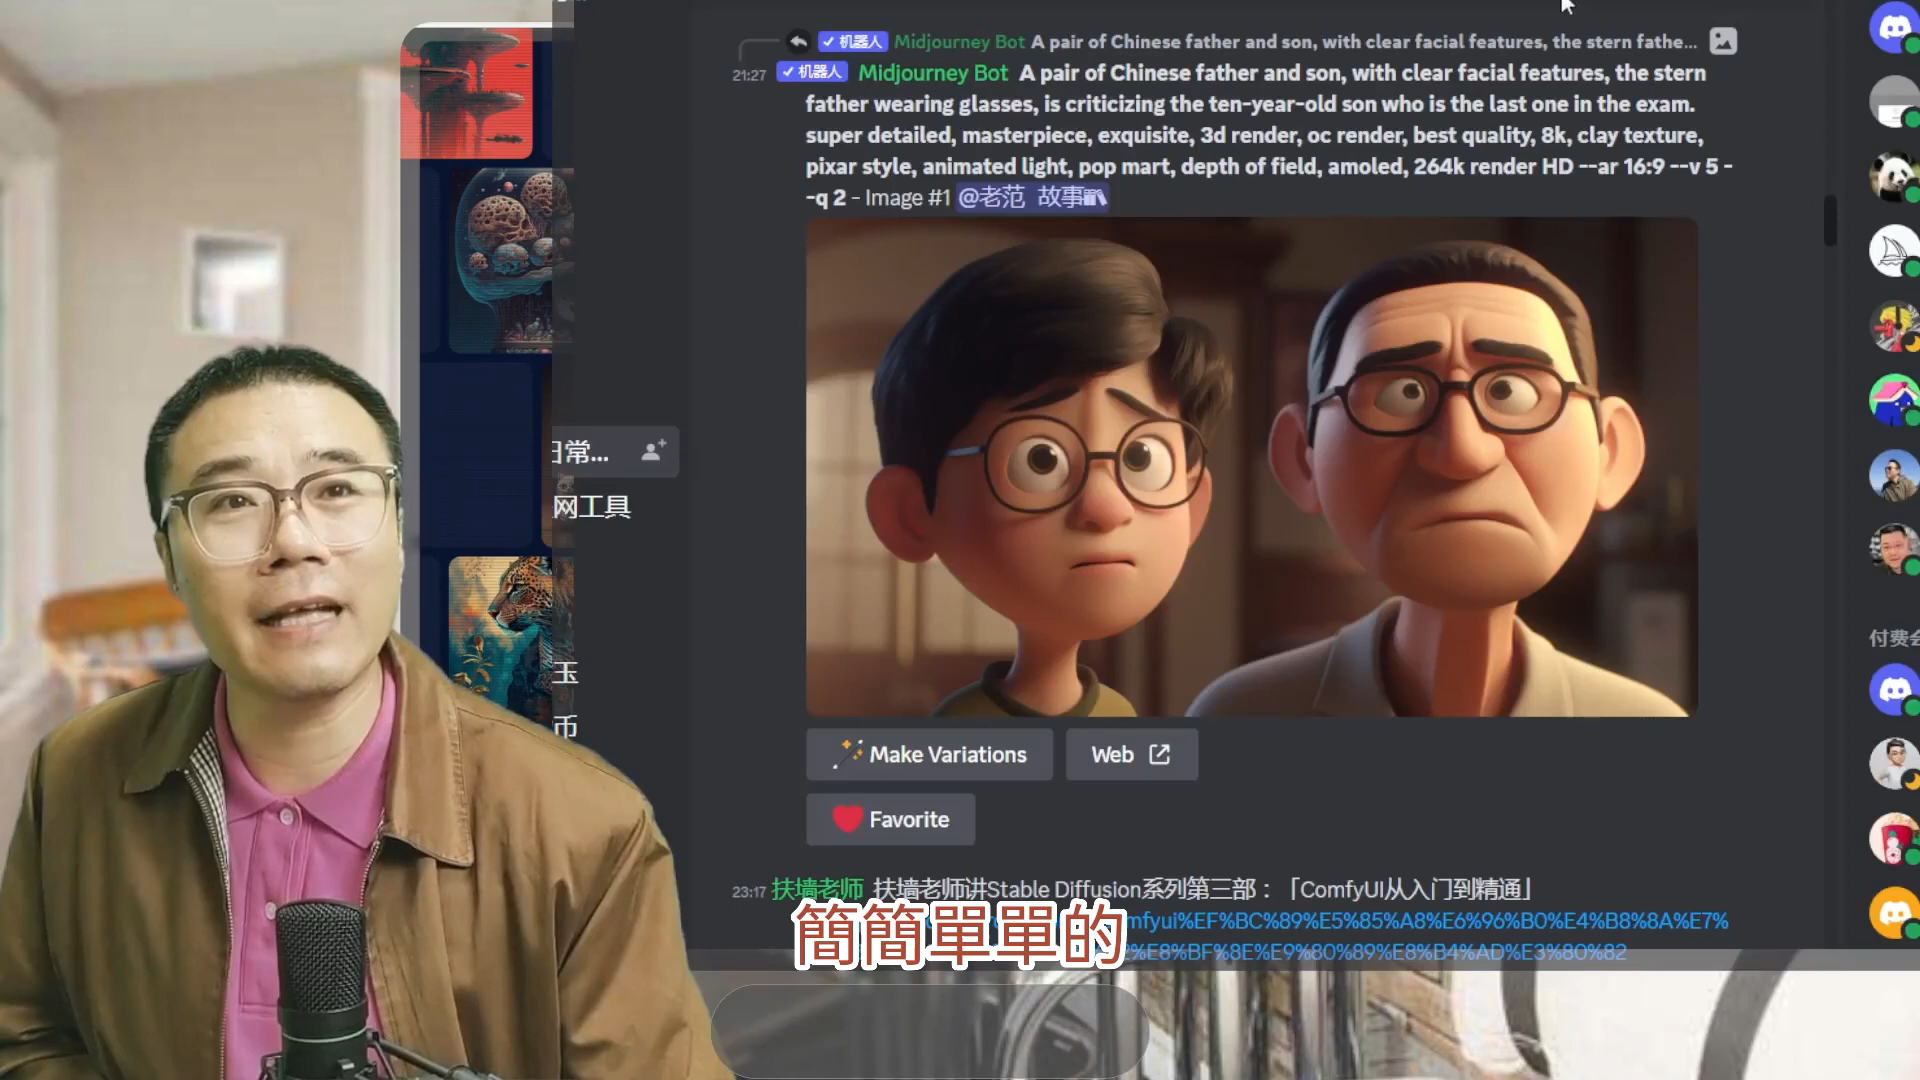 机器人 Midjourney Bot A pair of Chinese father and son, with clear facial features, the stern fathe...
21:27 机器人 Midjourney Bot A pair of Chinese father and son, with clear facial features, the stern
father wearing glasses, is criticizing the ten-year-old son who is the last one in the exam.
super detailed, masterpiece, exquisite, 3d render, oc render, best quality, 8k, clay texture,
pixar style, animated light, pop mart, depth of field, amoled, 264k render HD --ar 16:9 --v 5 -
-q 2 - Image #1 @老范 故事
日常...
网工具
玉
币
Make Variations
Web
Favorite
付费会
23:17 扶墙老师 扶墙老师讲Stable Diffusion系列第三部：「ComfyUI从入门到精通」
mfyui%EF%BC%89%E5%85%A8%E6%96%B0%E4%B8%8A%E7%
2%E8%BF%8E%E9%80%89%E8%B4%AD%E3%80%82
簡簡單單的